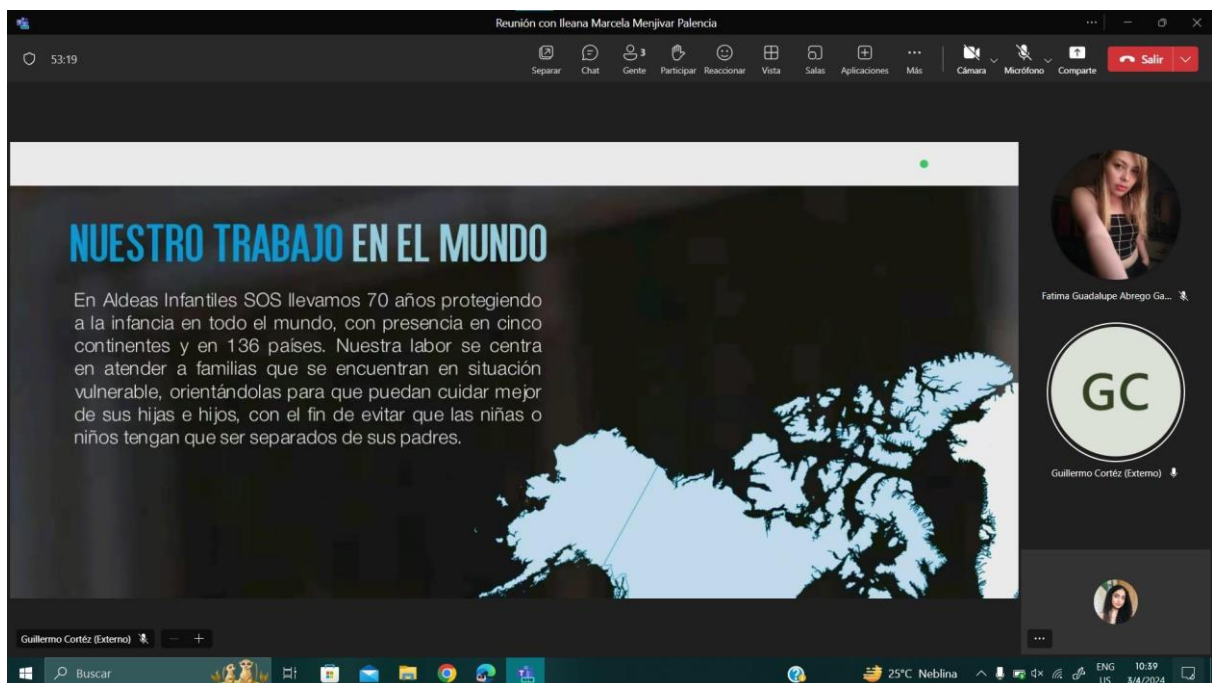 Reunión con Ileana Marcela Menjivar Palencia
53:19
Separar
Chat
3
Gente
Participar
Reaccionar
Vista
Salas
Aplicaciones
Más
Cámara
Micrófono
Comparte
Salir
NUESTRO TRABAJO EN EL MUNDO
En Aldeas Infantiles SOS llevamos 70 años protegiendo
a la infancia en todo el mundo, con presencia en cinco
continentes y en 136 países. Nuestra labor se centra
en atender a familias que se encuentran en situación
vulnerable, orientándolas para que puedan cuidar mejor
de sus hijas e hijos, con el fin de evitar que las niñas o
niños tengan que ser separados de sus padres.
Fatima Guadalupe Abrego Ga...
GC
Guillermo Cortéz (Externo)
Guillermo Cortéz (Externo)
Buscar
25°C Neblina
ENG
US
10:39
3/4/2024